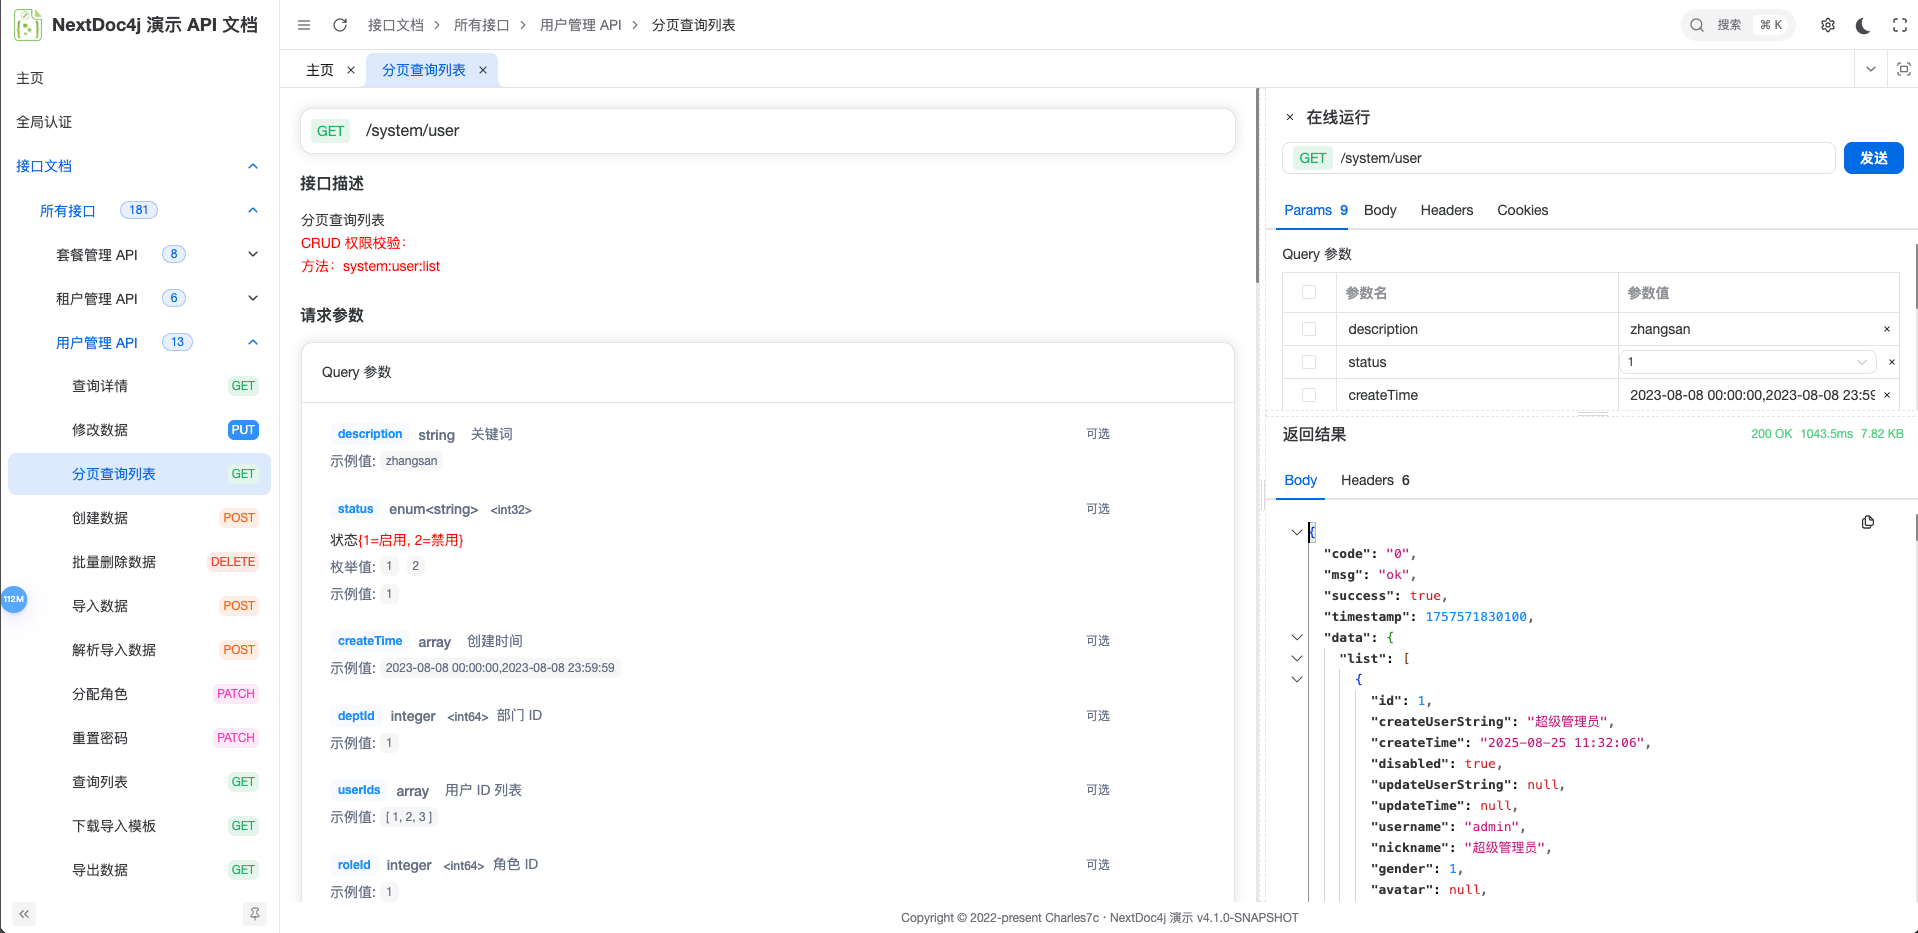 NextDoc4j 演示 API 文档
主页
全局认证
接口文档
所有接口 181
套餐管理 API 8
租户管理 API 6
用户管理 API 13
查询详情 GET
修改数据 PUT
分页查询列表 GET
创建数据 POST
批量删除数据 DELETE
导入数据 POST
解析导入数据 POST
分配角色 PATCH
重置密码 PATCH
查询列表 GET
下载导入模板 GET
导出数据 GET
112M
接口文档 > 所有接口 > 用户管理 API > 分页查询列表
搜索 ⌘ K
主页 ×
分页查询列表 ×
GET /system/user
接口描述
分页查询列表
CRUD 权限校验：
方法：system:user:list
请求参数
Query 参数
description string 关键词 可选
示例值: zhangsan
status enum<string> <int32> 可选
状态{1=启用, 2=禁用}
枚举值: 1 2
示例值: 1
createTime array 创建时间 可选
示例值: 2023-08-08 00:00:00,2023-08-08 23:59:59
deptId integer <int64> 部门 ID 可选
示例值: 1
userIds array 用户 ID 列表 可选
示例值: [ 1, 2, 3 ]
roleId integer <int64> 角色 ID 可选
示例值: 1
× 在线运行
GET /system/user 发送
Params 9 Body Headers Cookies
Query 参数
参数名 参数值
description zhangsan ×
status 1 ×
createTime 2023-08-08 00:00:00,2023-08-08 23:59 ×
返回结果 200 OK 1043.5ms 7.82 KB
Body Headers 6
{
"code": "0",
"msg": "ok",
"success": true,
"timestamp": 1757571830100,
"data": {
"list": [
{
"id": 1,
"createUserString": "超级管理员",
"createTime": "2025-08-25 11:32:06",
"disabled": true,
"updateUserString": null,
"updateTime": null,
"username": "admin",
"nickname": "超级管理员",
"gender": 1,
"avatar": null,
Copyright © 2022-present Charles7c · NextDoc4j 演示 v4.1.0-SNAPSHOT